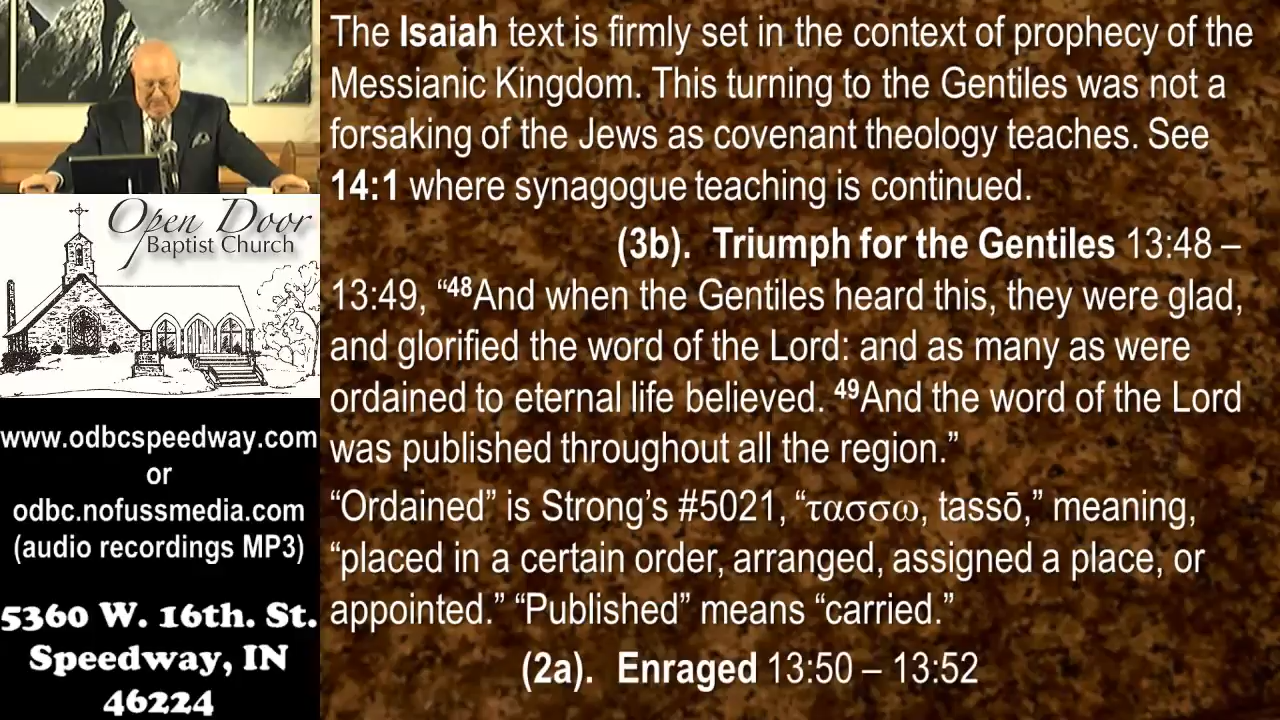 Open Door
Baptist Church
www.odbcspeedway.com
or
odbc.nofussmedia.com
(audio recordings MP3)
5360 W. 16th. St.
Speedway, IN
46224
The Isaiah text is firmly set in the context of prophecy of the
Messianic Kingdom. This turning to the Gentiles was not a
forsaking of the Jews as covenant theology teaches. See
14:1 where synagogue teaching is continued.
(3b). Triumph for the Gentiles 13:48 –
13:49, “48And when the Gentiles heard this, they were glad,
and glorified the word of the Lord: and as many as were
ordained to eternal life believed. 49And the word of the Lord
was published throughout all the region.”
“Ordained” is Strong’s #5021, “τασσω, tassō,” meaning,
“placed in a certain order, arranged, assigned a place, or
appointed.” “Published” means “carried.”
(2a). Enraged 13:50 – 13:52